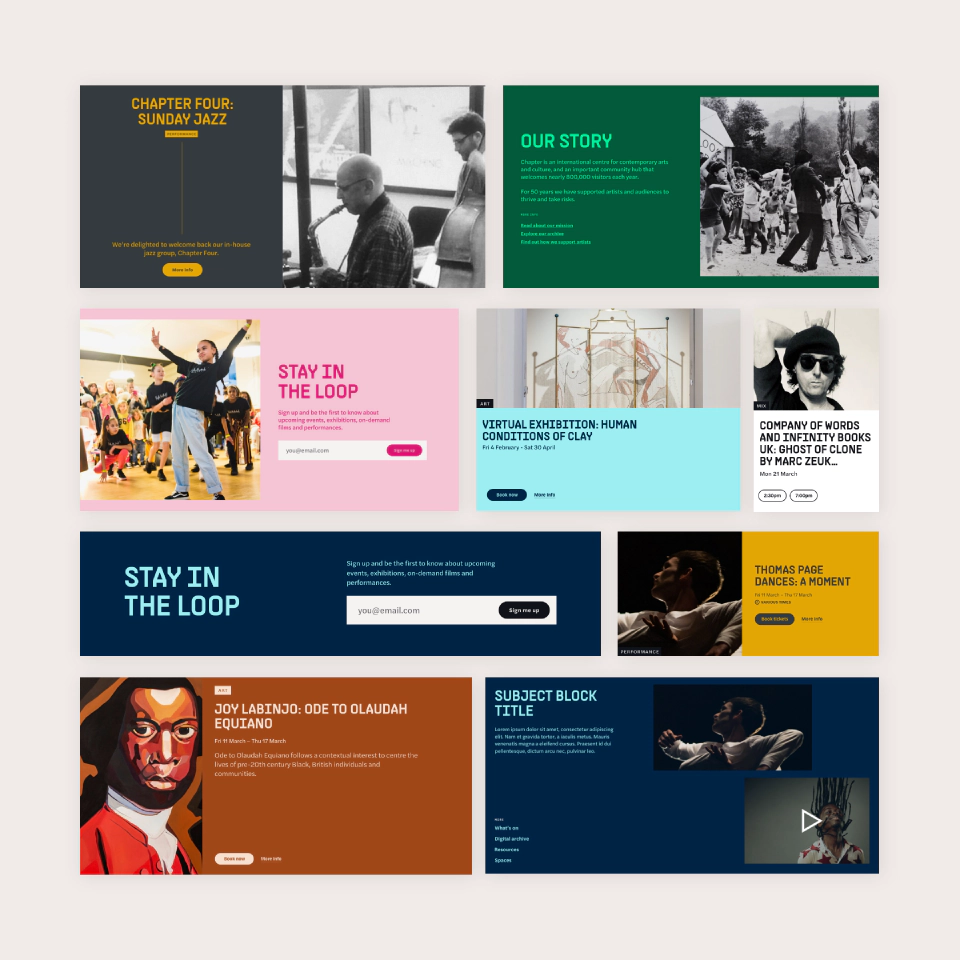 CHAPTER FOUR:
SUNDAY JAZZ
PERFORMANCE
We're delighted to welcome back our in-house
jazz group, Chapter Four.
More info
OUR STORY
Chapter is an international centre for contemporary arts
and culture, and an important community hub that
welcomes nearly 800,000 visitors each year.
For 50 years we have supported artists and audiences to
thrive and take risks.
MORE INFO
Read about our mission
Explore our archive
Find out how we support artists
STAY IN
THE LOOP
Sign up and be the first to know about
upcoming events, exhibitions, on-demand
films and performances.
you@email.com
Sign me up
ART
VIRTUAL EXHIBITION: HUMAN
CONDITIONS OF CLAY
Fri 4 February - Sat 30 April
Book now
More info
MIX
COMPANY OF WORDS
AND INFINITY BOOKS
UK: GHOST OF CLONE
BY MARC ZEUK...
Mon 21 March
2:30pm
7:00pm
STAY IN
THE LOOP
Sign up and be the first to know about upcoming
events, exhibitions, on-demand films and
performances.
you@email.com
Sign me up
PERFORMANCE
THOMAS PAGE
DANCES: A MOMENT
Fri 11 March - Thu 17 March
VARIOUS TIMES
Book tickets
More info
ART
JOY LABINJO: ODE TO OLAUDAH
EQUIANO
Fri 11 March - Thu 17 March
Ode to Olaudah Equiano follows a contextual interest to centre the
lives of pre-20th century Black, British individuals and
communities.
Book now
More info
SUBJECT BLOCK
TITLE
Lorem ipsum dolor sit amet, consectetur adipiscing
elit. Nam et gravida tortor, a iaculis metus. Mauris
venenatis magna a eleifend cursus. Praesent id dui
pellentesque, dictum arcu nec, pulvinar leo.
MORE
What's on
Digital archive
Resources
Spaces